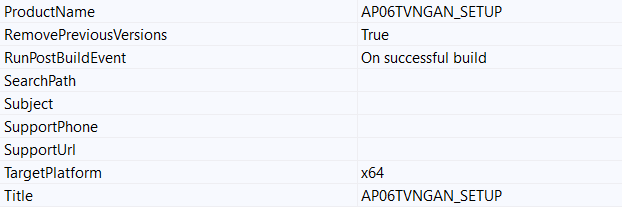 ProductName AP06TVNGAN_SETUP
RemovePreviousVersions True
RunPostBuildEvent On successful build
SearchPath
Subject
SupportPhone
SupportUrl
TargetPlatform x64
Title AP06TVNGAN_SETUP